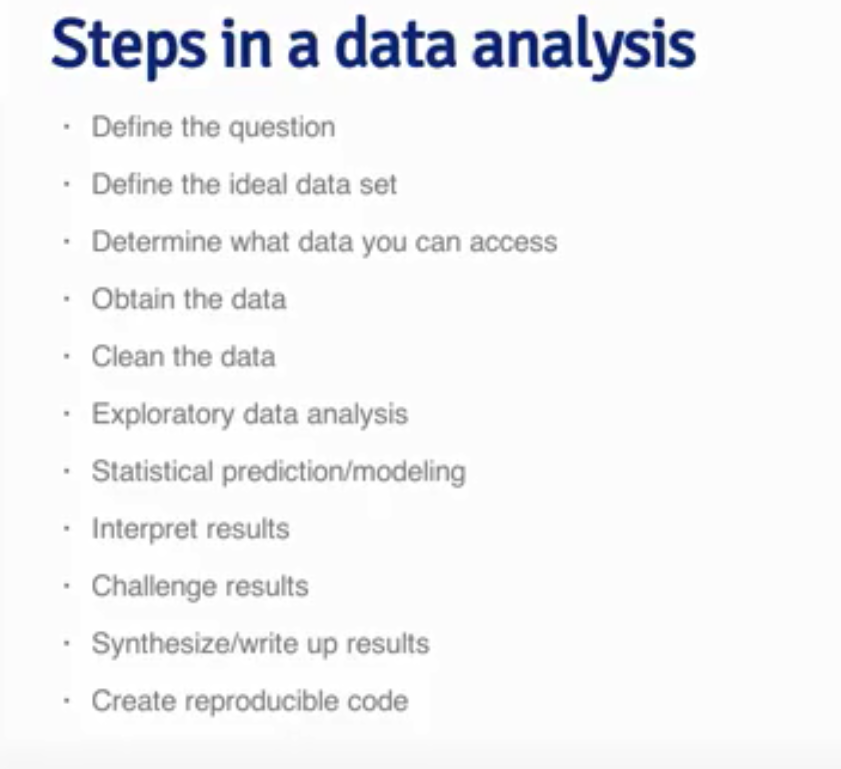 Steps in a data analysis
· Define the question
· Define the ideal data set
· Determine what data you can access
· Obtain the data
· Clean the data
· Exploratory data analysis
· Statistical prediction/modeling
· Interpret results
· Challenge results
· Synthesize/write up results
· Create reproducible code